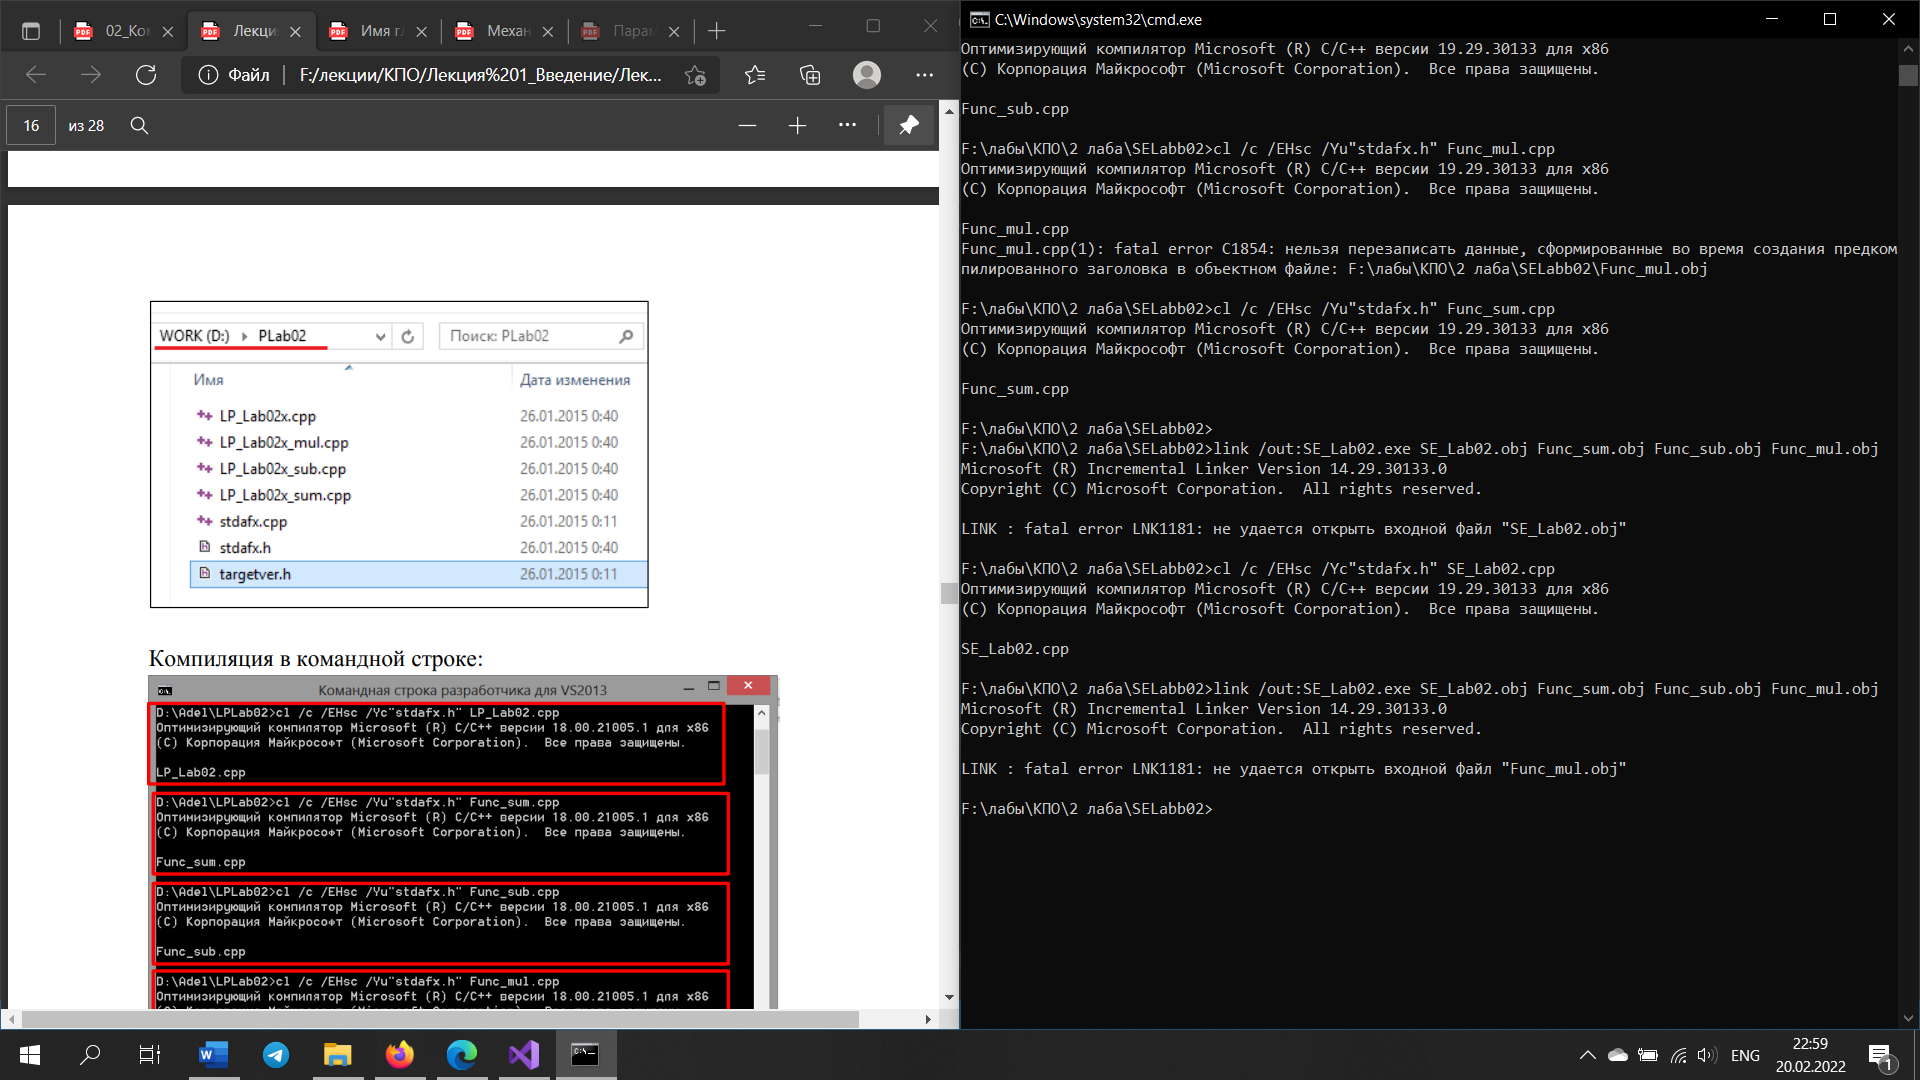 02_Ко
Лекци
Имя г
Механ
Парам
Файл
F:/лекции/КПО/Лекция%201_Введение/Лек...
16
из 28
WORK (D:)
PLab02
Поиск: PLab02
Имя
Дата изменения
LP_Lab02x.cpp 26.01.2015 0:40
LP_Lab02x_mul.cpp 26.01.2015 0:40
LP_Lab02x_sub.cpp 26.01.2015 0:40
LP_Lab02x_sum.cpp 26.01.2015 0:40
stdafx.cpp 26.01.2015 0:11
stdafx.h 26.01.2015 0:40
targetver.h 26.01.2015 0:11
Компиляция в командной строке:
Командная строка разработчика для VS2013
D:\Adel\LPLab02>cl /c /EHsc /Yc"stdafx.h" LP_Lab02.cpp
Оптимизирующий компилятор Microsoft (R) C/C++ версии 18.00.21005.1 для x86
(C) Корпорация Майкрософт (Microsoft Corporation).  Все права защищены.
LP_Lab02.cpp
D:\Adel\LPLab02>cl /c /EHsc /Yu"stdafx.h" Func_sum.cpp
Оптимизирующий компилятор Microsoft (R) C/C++ версии 18.00.21005.1 для x86
(C) Корпорация Майкрософт (Microsoft Corporation).  Все права защищены.
Func_sum.cpp
D:\Adel\LPLab02>cl /c /EHsc /Yu"stdafx.h" Func_sub.cpp
Оптимизирующий компилятор Microsoft (R) C/C++ версии 18.00.21005.1 для x86
(C) Корпорация Майкрософт (Microsoft Corporation).  Все права защищены.
Func_sub.cpp
D:\Adel\LPLab02>cl /c /EHsc /Yu"stdafx.h" Func_mul.cpp
Оптимизирующий компилятор Microsoft (R) C/C++ версии 18.00.21005.1 для x86
C:\Windows\system32\cmd.exe
Оптимизирующий компилятор Microsoft (R) C/C++ версии 19.29.30133 для x86
(C) Корпорация Майкрософт (Microsoft Corporation).  Все права защищены.
Func_sub.cpp
F:\лабы\КПО\2 лаба\SELabb02>cl /c /EHsc /Yu"stdafx.h" Func_mul.cpp
Оптимизирующий компилятор Microsoft (R) C/C++ версии 19.29.30133 для x86
(C) Корпорация Майкрософт (Microsoft Corporation).  Все права защищены.
Func_mul.cpp
Func_mul.cpp(1): fatal error C1854: нельзя перезаписать данные, сформированные во время создания предком
пилированного заголовка в объектном файле: F:\лабы\КПО\2 лаба\SELabb02\Func_mul.obj
F:\лабы\КПО\2 лаба\SELabb02>cl /c /EHsc /Yu"stdafx.h" Func_sum.cpp
Оптимизирующий компилятор Microsoft (R) C/C++ версии 19.29.30133 для x86
(C) Корпорация Майкрософт (Microsoft Corporation).  Все права защищены.
Func_sum.cpp
F:\лабы\КПО\2 лаба\SELabb02>
F:\лабы\КПО\2 лаба\SELabb02>link /out:SE_Lab02.exe SE_Lab02.obj Func_sum.obj Func_sub.obj Func_mul.obj
Microsoft (R) Incremental Linker Version 14.29.30133.0
Copyright (C) Microsoft Corporation.  All rights reserved.
LINK : fatal error LNK1181: не удается открыть входной файл "SE_Lab02.obj"
F:\лабы\КПО\2 лаба\SELabb02>cl /c /EHsc /Yc"stdafx.h" SE_Lab02.cpp
Оптимизирующий компилятор Microsoft (R) C/C++ версии 19.29.30133 для x86
(C) Корпорация Майкрософт (Microsoft Corporation).  Все права защищены.
SE_Lab02.cpp
F:\лабы\КПО\2 лаба\SELabb02>link /out:SE_Lab02.exe SE_Lab02.obj Func_sum.obj Func_sub.obj Func_mul.obj
Microsoft (R) Incremental Linker Version 14.29.30133.0
Copyright (C) Microsoft Corporation.  All rights reserved.
LINK : fatal error LNK1181: не удается открыть входной файл "Func_mul.obj"
F:\лабы\КПО\2 лаба\SELabb02>
ENG
22:59
20.02.2022
1